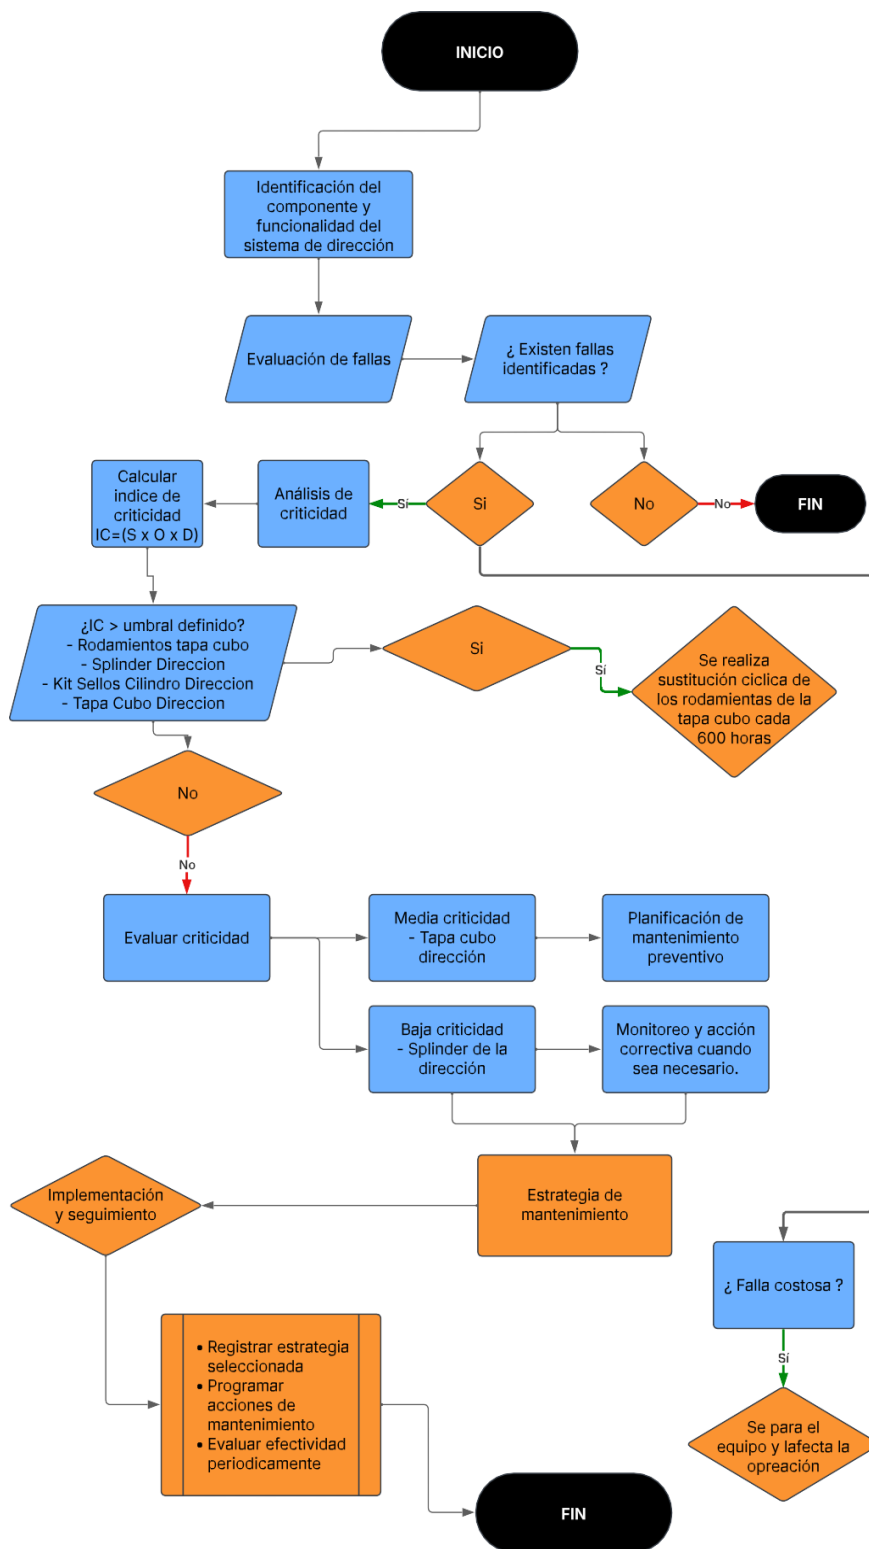 INICIO
Identificación del
componente y
funcionalidad del
sistema de dirección
Evaluación de fallas
¿ Existen fallas
identificadas ?
Calcular
indice de
criticidad
IC=(S x O x D)
Análisis de
criticidad
Sí
Si
No
No
FIN
¿IC > umbral definido?
- Rodamientos tapa cubo
- Splinder Direccion
- Kit Sellos Cilindro Direccion
- Tapa Cubo Direccion
Si
Sí
Se realiza
sustitución ciclica de
los rodamientas de la
tapa cubo cada
600 horas
No
No
Evaluar criticidad
Media criticidad
- Tapa cubo
dirección
Planificación de
mantenimiento
preventivo
Baja criticidad
- Splinder de la
dirección
Monitoreo y acción
correctiva cuando
sea necesario.
Implementación
y seguimiento
Estrategia de
mantenimiento
¿ Falla costosa ?
Sí
• Registrar estrategia
seleccionada
• Programar
acciones de
mantenimiento
• Evaluar efectividad
periodicamente
Se para el
equipo y lafecta la
opreación
FIN